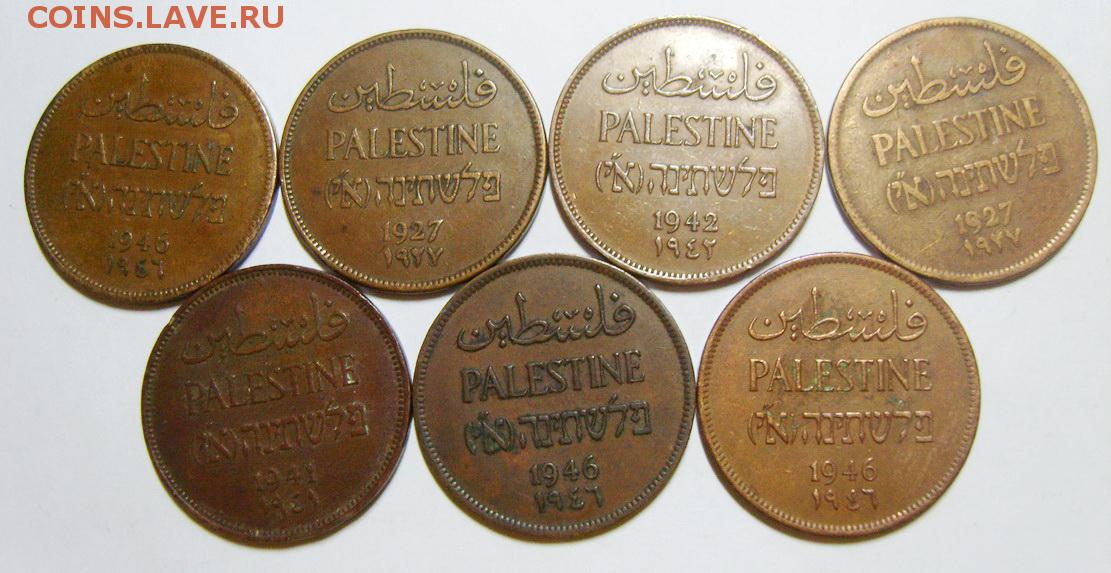 COINS.LAVE.RU
فلسطين
PALESTINE
פלשתינה (א״י)
1946
١٩٤٦
فلسطين
PALESTINE
פלשתינה (א״י)
1927
١٩٢٧
فلسطين
PALESTINE
פלשתינה (א״י)
1942
١٩٤٢
فلسطين
PALESTINE
פלשתינה (א״י)
1927
١٩٢٧
فلسطين
PALESTINE
פלשתינה (א״י)
1941
١٩٤١
فلسطين
PALESTINE
פלשתינה (א״י)
1946
١٩٤٦
فلسطين
PALESTINE
פלשתינה (א״י)
1946
١٩٤٦